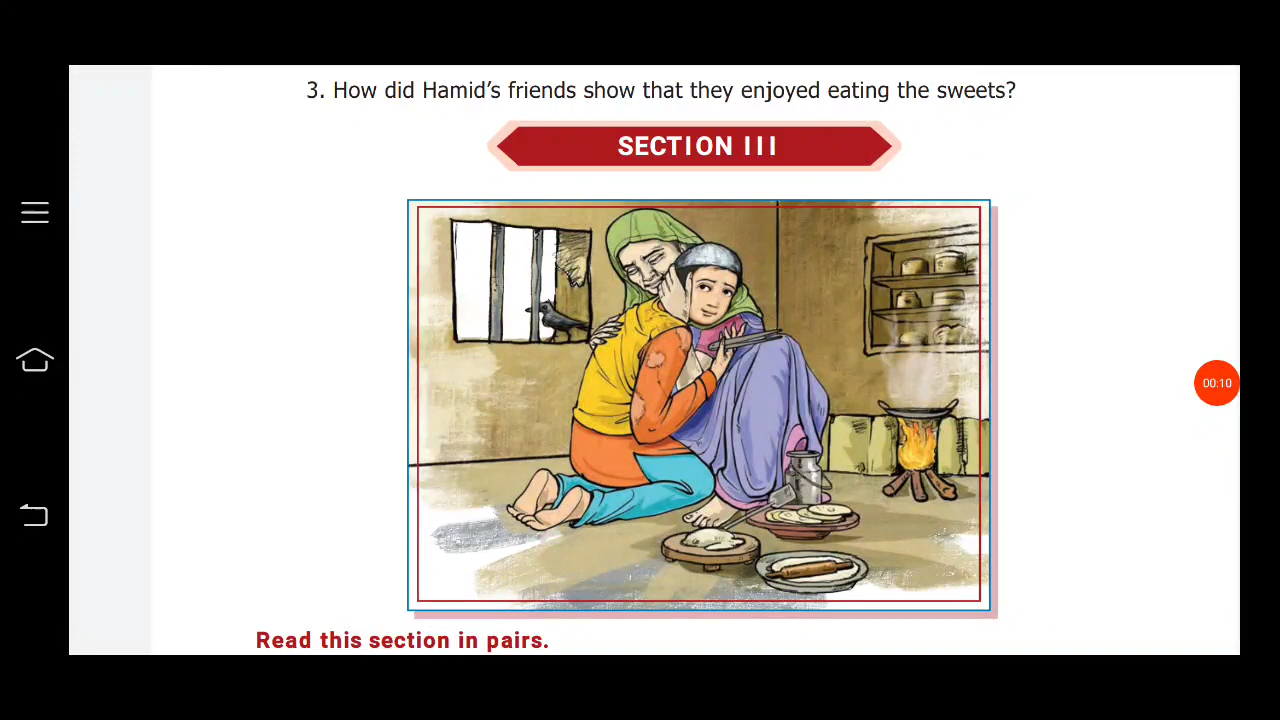 3. How did Hamid's friends show that they enjoyed eating the sweets?
SECTION III
00:10
Read this section in pairs.